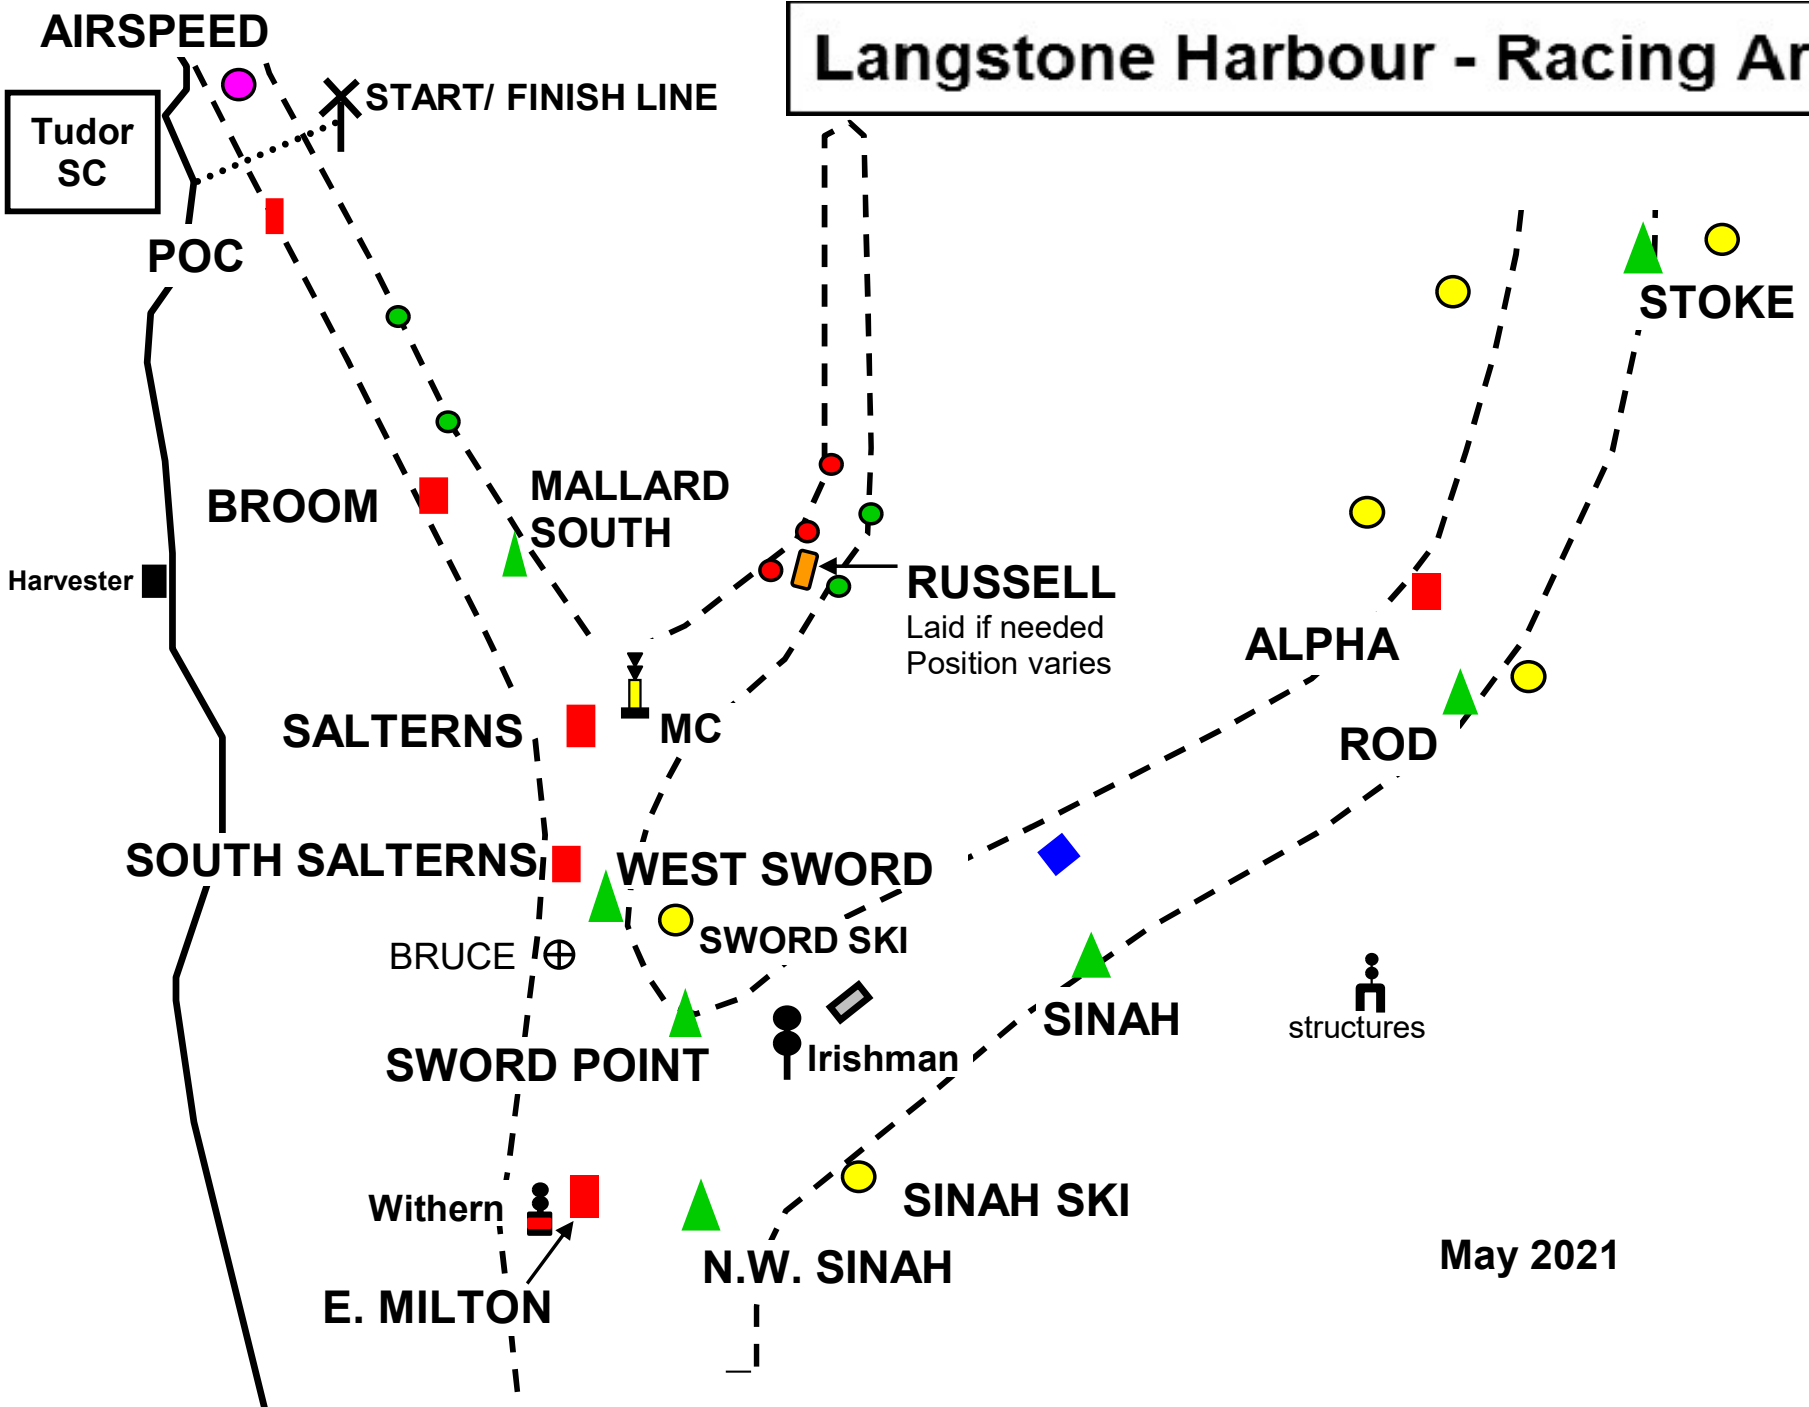 AIRSPEED
Langstone Harbour - Racing Ar
START/ FINISH LINE
Tudor
SC
POC
STOKE
MALLARD
SOUTH
BROOM
Harvester
RUSSELL
Laid if needed
Position varies
ALPHA
SALTERNS
MC
ROD
SOUTH SALTERNS
WEST SWORD
SWORD SKI
BRUCE
SINAH
structures
SWORD POINT
Irishman
Withern
SINAH SKI
N.W. SINAH
May 2021
E. MILTON